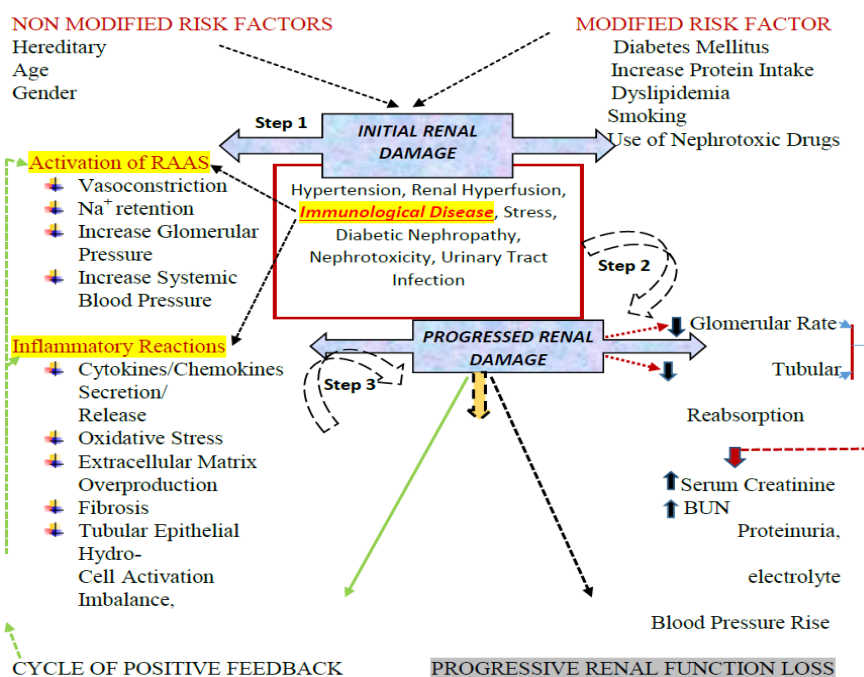 NON MODIFIED RISK FACTORS
Hereditary
Age
Gender
MODIFIED RISK FACTOR
Diabetes Mellitus
Increase Protein Intake
Dyslipidemia
Smoking
Use of Nephrotoxic Drugs
Step 1
INITIAL RENAL
DAMAGE
Activation of RAAS
Vasoconstriction
Na+ retention
Increase Glomerular
Pressure
Increase Systemic
Blood Pressure
Hypertension, Renal Hyperfusion,
Immunological Disease, Stress,
Diabetic Nephropathy,
Nephrotoxicity, Urinary Tract
Infection
Step 2
Inflammatory Reactions
Cytokines/Chemokines
Secretion/
Release
Oxidative Stress
Extracellular Matrix
Overproduction
Fibrosis
Tubular Epithelial
Hydro-
Cell Activation
Imbalance,
Step 3
PROGRESSED RENAL
DAMAGE
Glomerular Rate
Tubular
Reabsorption
Serum Creatinine
BUN
Proteinuria,
electrolyte
Blood Pressure Rise
CYCLE OF POSITIVE FEEDBACK
PROGRESSIVE RENAL FUNCTION LOSS